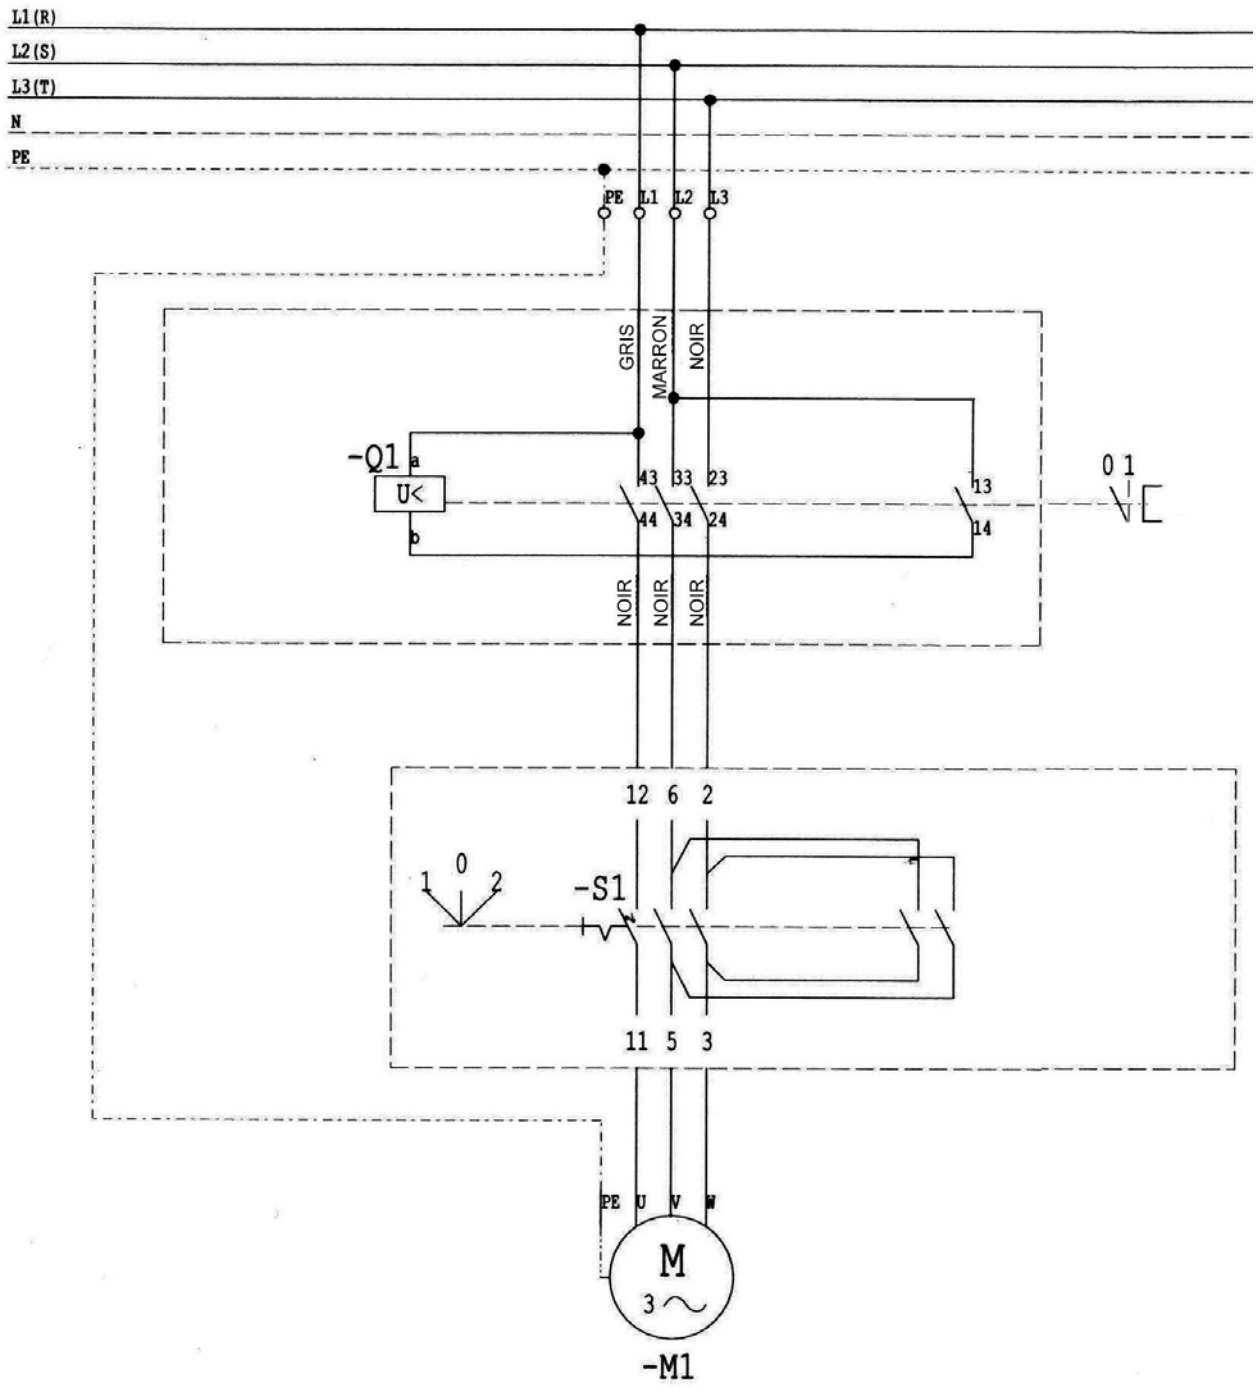 L1(R)
L2(S)
L3(T)
N
PE
PE L1 L2 L3
GRIS MARRON NOIR
-Q1 a 43 33 23 13 0 1
U<
b 44 34 24 14
NOIR NOIR NOIR
12 6 2
1 0 2 -S1
11 5 3
PE U V W
M
3
-M1